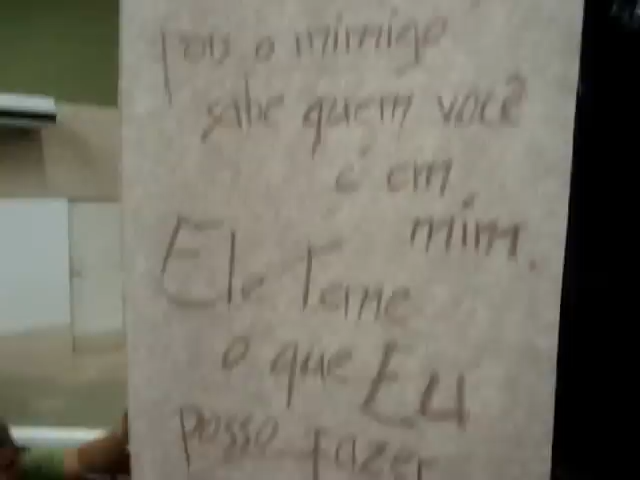 pois o inimigo
sabe quem você
é em
mim.
Ele Teme
o que EU
posso fazer